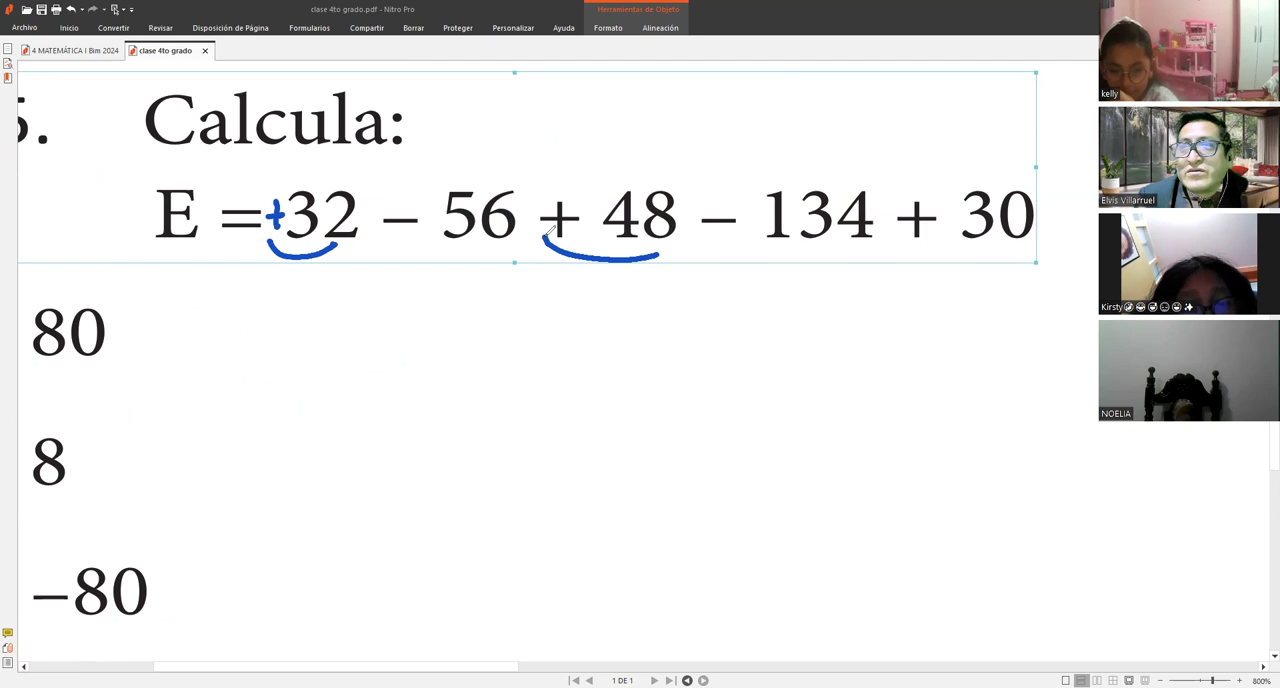 clase 4to grado.pdf - Nitro Pro
Herramientas de Objeto
Archivo Inicio Convertir Revisar Disposición de Página Formularios Compartir Borrar Proteger Personalizar Ayuda Formato Alineación
4 MATEMÁTICA I Bim 2024 clase 4to grado
5. Calcula:
E = +32 − 56 + 48 − 134 + 30
80
8
−80
kelly
Elvis Villarruel
Kirsty
NOELIA
1 DE 1
800%